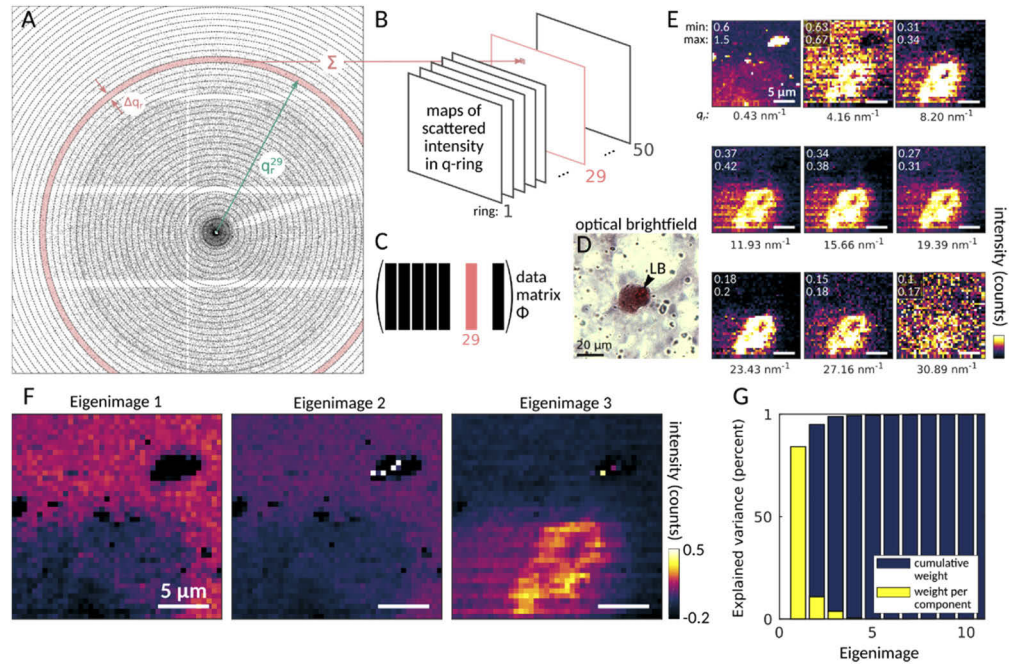 A
Δqᵣ
qᵣ²⁹
Σ
B
maps of
scattered
intensity
in q-ring
ring: 1
...
29
...
50
C
data
matrix
Φ
29
optical brightfield
D
LB
20 μm
E
min:
max:
0.6
1.5
5 μm
0.63
0.67
0.31
0.34
qᵣ:
0.43 nm⁻¹
4.16 nm⁻¹
8.20 nm⁻¹
0.37
0.42
0.34
0.38
0.27
0.31
11.93 nm⁻¹
15.66 nm⁻¹
19.39 nm⁻¹
0.18
0.2
0.15
0.18
0.1
0.17
23.43 nm⁻¹
27.16 nm⁻¹
30.89 nm⁻¹
intensity (counts)
F
Eigenimage 1
Eigenimage 2
Eigenimage 3
5 μm
intensity (counts)
0.5
-0.2
G
Explained variance (percent)
1
50
0
cumulative
weight
weight per
component
0
5
10
Eigenimage